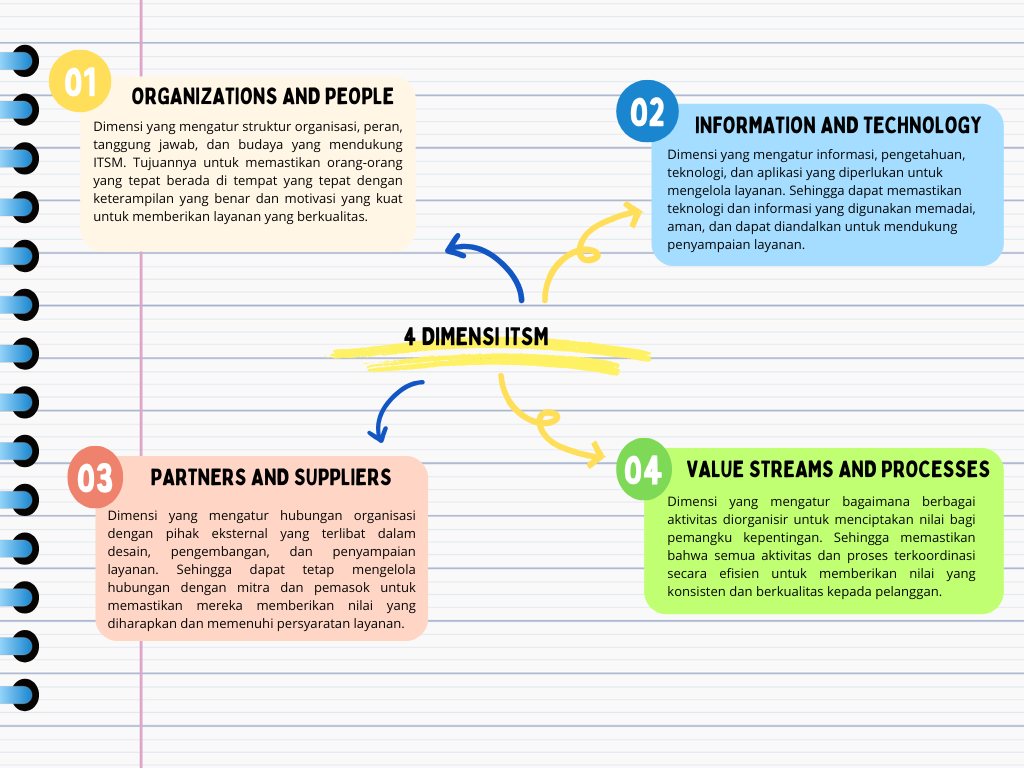 01
ORGANIZATIONS AND PEOPLE
Dimensi yang mengatur struktur organisasi, peran,
tanggung jawab, dan budaya yang mendukung
ITSM. Tujuannya untuk memastikan orang-orang
yang tepat berada di tempat yang tepat dengan
keterampilan yang benar dan motivasi yang kuat
untuk memberikan layanan yang berkualitas.
02
INFORMATION AND TECHNOLOGY
Dimensi yang mengatur informasi, pengetahuan,
teknologi, dan aplikasi yang diperlukan untuk
mengelola layanan. Sehingga dapat memastikan
teknologi dan informasi yang digunakan memadai,
aman, dan dapat diandalkan untuk mendukung
penyampaian layanan.
4 DIMENSI ITSM
03
PARTNERS AND SUPPLIERS
Dimensi yang mengatur hubungan organisasi
dengan pihak eksternal yang terlibat dalam
desain, pengembangan, dan penyampaian
layanan. Sehingga dapat tetap mengelola
hubungan dengan mitra dan pemasok untuk
memastikan mereka memberikan nilai yang
diharapkan dan memenuhi persyaratan layanan.
04
VALUE STREAMS AND PROCESSES
Dimensi yang mengatur bagaimana berbagai
aktivitas diorganisir untuk menciptakan nilai bagi
pemangku kepentingan. Sehingga memastikan
bahwa semua aktivitas dan proses terkoordinasi
secara efisien untuk memberikan nilai yang
konsisten dan berkualitas kepada pelanggan.